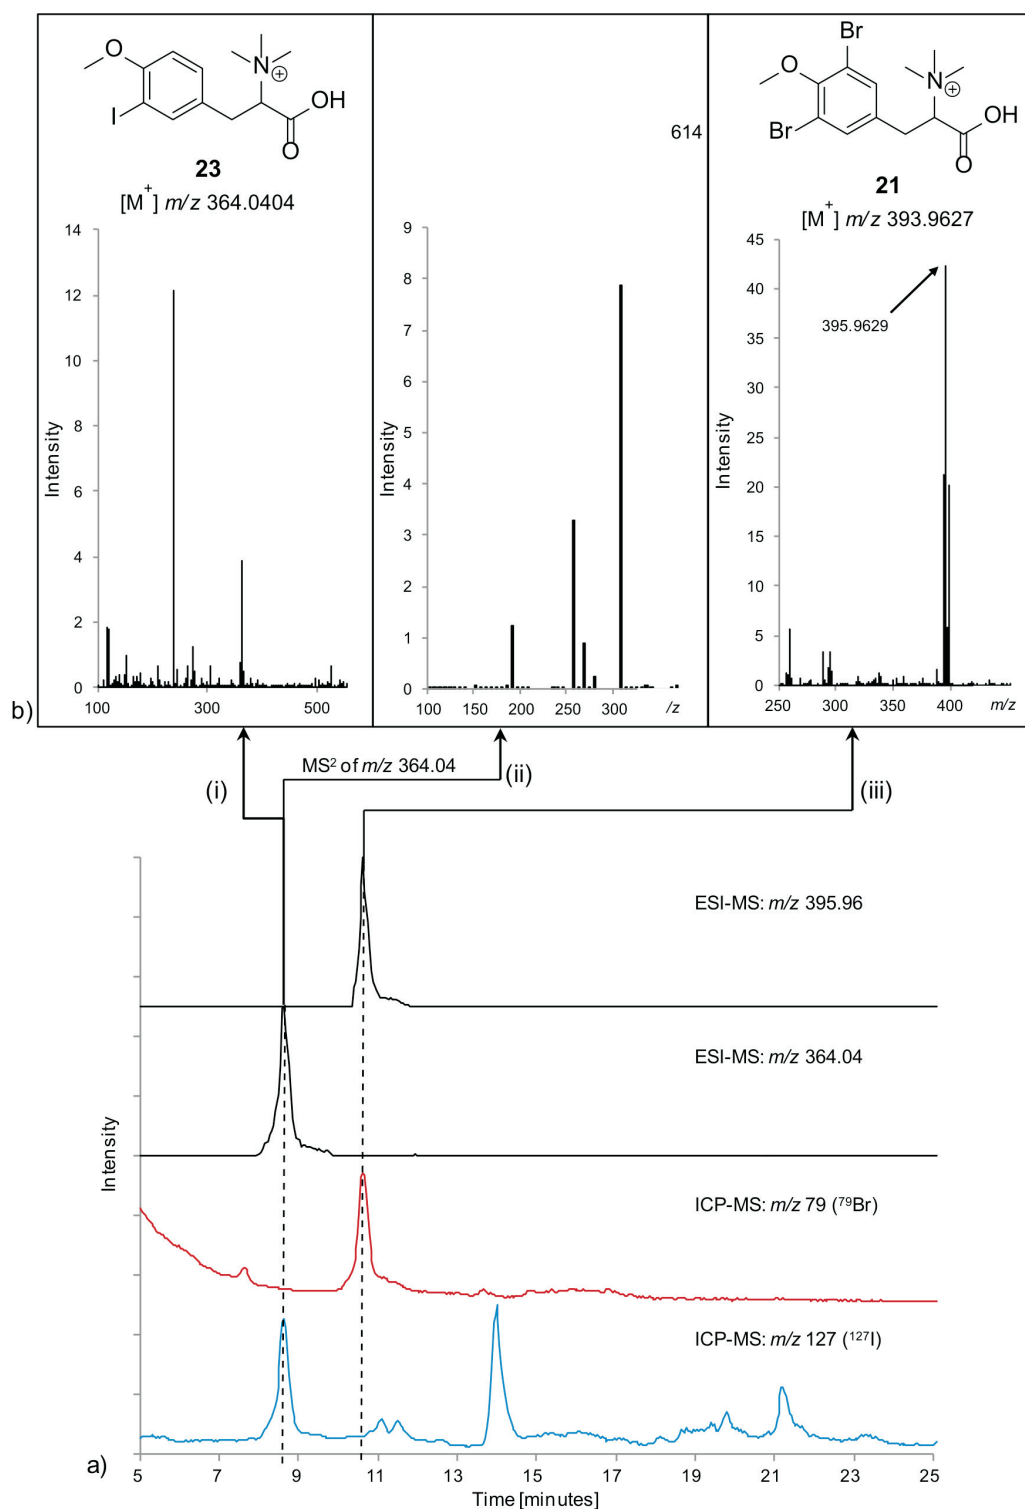 O
N
⊕
I
OH
O
23
[M+] m/z 364.0404
614
Br
O
N
⊕
Br
OH
O
21
[M+] m/z 393.9627
14
12
10
8
6
4
2
0
Intensity
100
300
500
9
8
7
6
5
4
3
2
1
0
Intensity
100
150
200
250
300
/z
45
40
35
30
25
20
15
10
5
0
Intensity
395.9629
250
300
350
400
m/z
b)
MS² of m/z 364.04
(i)
(ii)
(iii)
ESI-MS: m/z 395.96
ESI-MS: m/z 364.04
ICP-MS: m/z 79 (⁷⁹Br)
ICP-MS: m/z 127 (¹²⁷I)
Intensity
a)
5 7 9 11 13 15 17 19 21 23 25
Time [minutes]